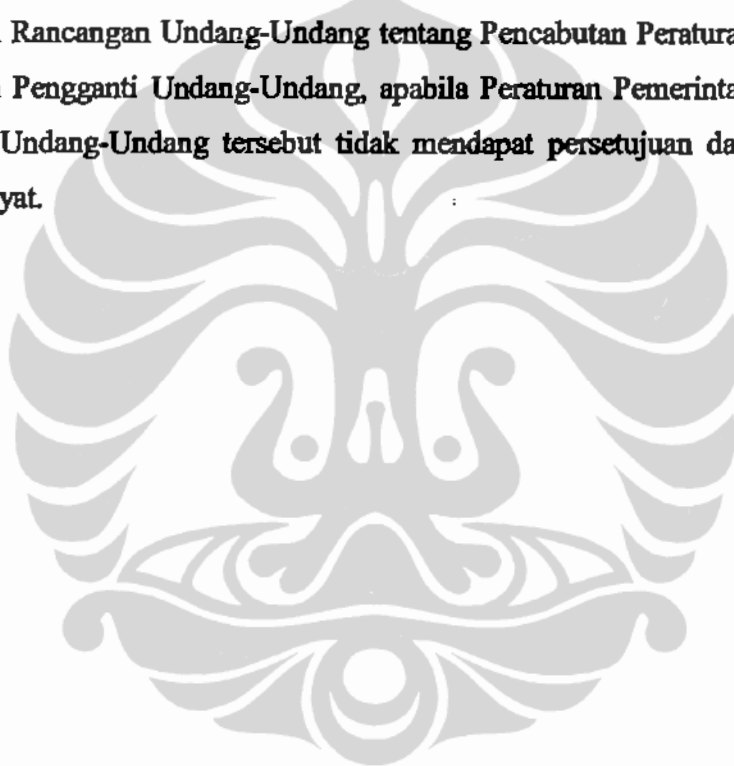 Rancangan Undang-Undang tentang Pencabutan Peratura
Pengganti Undang-Undang, apabila Peraturan Pemerinta
Undang-Undang tersebut tidak mendapat persetujuan da
yat.